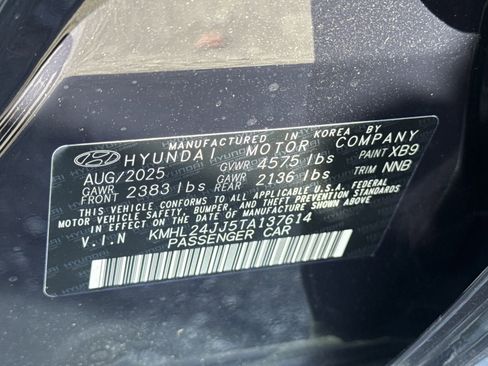 MANUFACTURED IN KOREA BY
HYUNDAI MOTOR COMPANY
AUG/2025 GVWR 4575 lbs PAINT XB9
GAWR FRONT 2383 lbs GAWR REAR 2136 lbs TRIM NNB
THIS VEHICLE CONFORMS TO ALL APPLICABLE U.S.A. FEDERAL
MOTOR VEHICLE SAFETY, BUMPER, AND THEFT PREVENTION STANDARDS
IN EFFECT ON THE DATE OF MANUFACTURE SHOWN ABOVE.
V.I.N KMHL24JJ5TA137614
PASSENGER CAR